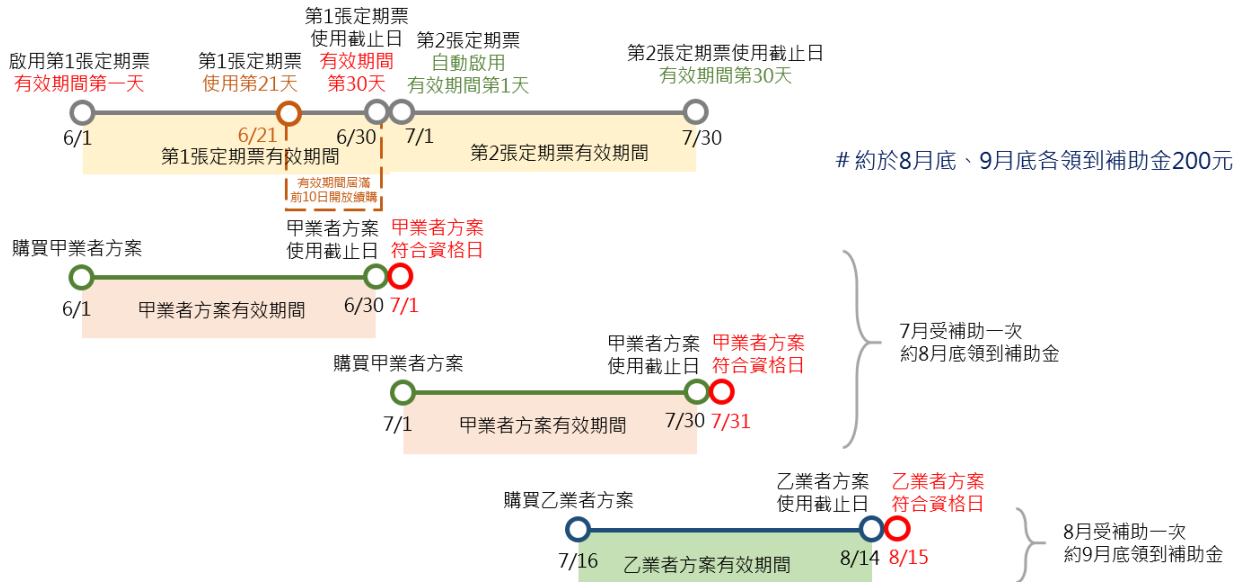 啟用第1張定期票
有效期間第一天
第1張定期票
使用第21天
第1張定期票
使用截止日
有效期間
第30天
第2張定期票
自動啟用
有效期間第1天
第2張定期票使用截止日
有效期間第30天
6/1
6/21
6/30
7/1
7/30
第1張定期票有效期間
第2張定期票有效期間
有效期間屆滿
前10日開放續購
#約於8月底、9月底各領到補助金200元
購買甲業者方案
甲業者方案
使用截止日
甲業者方案
符合資格日
6/1
6/30
7/1
甲業者方案有效期間
購買甲業者方案
甲業者方案
使用截止日
甲業者方案
符合資格日
7/1
7/30
7/31
甲業者方案有效期間
7月受補助一次
約8月底領到補助金
購買乙業者方案
乙業者方案
使用截止日
乙業者方案
符合資格日
7/16
8/14
8/15
乙業者方案有效期間
8月受補助一次
約9月底領到補助金